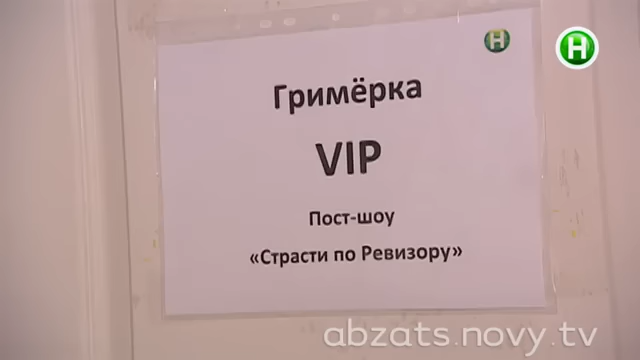 Н
Н
Гримёрка
VIP
Пост-шоу
«Страсти по Ревизору»
abzats.novy.tv